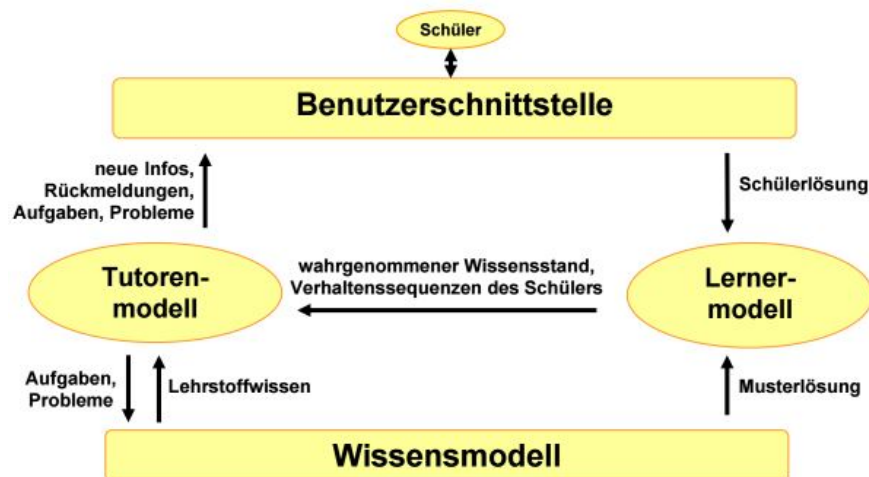 Schüler
Benutzerschnittstelle
neue Infos,
Rückmeldungen,
Aufgaben, Probleme
Schülerlösung
Tutoren-
modell
wahrgenommener Wissensstand,
Verhaltenssequenzen des Schülers
Lerner-
modell
Aufgaben,
Probleme
Lehrstoffwissen
Musterlösung
Wissensmodell